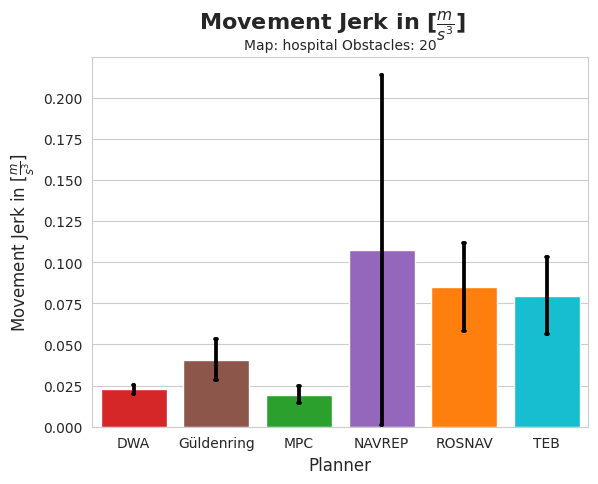 Movement Jerk in [m/s³]
Map: hospital Obstacles: 20
Movement Jerk in [m/s³]
0.200
0.175
0.150
0.125
0.100
0.075
0.050
0.025
0.000
DWA Güldenring MPC NAVREP ROSNAV TEB
Planner